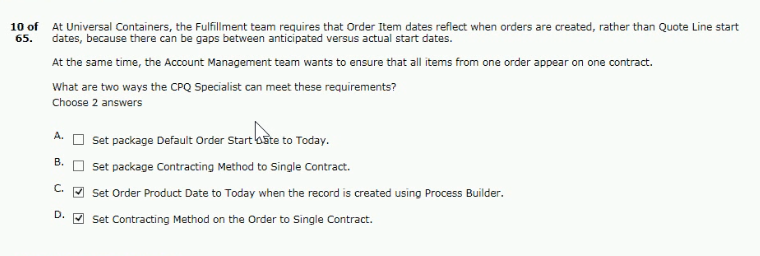 10 of At Universal Containers, the Fulfillment team requires that Order Item dates reflect when orders are created, rather than Quote Line start
65. dates, because there can be gaps between anticipated versus actual start dates.
At the same time, the Account Management team wants to ensure that all items from one order appear on one contract.
What are two ways the CPQ Specialist can meet these requirements?
Choose 2 answers
A. Set package Default Order Start Date to Today.
B. Set package Contracting Method to Single Contract.
C. Set Order Product Date to Today when the record is created using Process Builder.
D. Set Contracting Method on the Order to Single Contract.